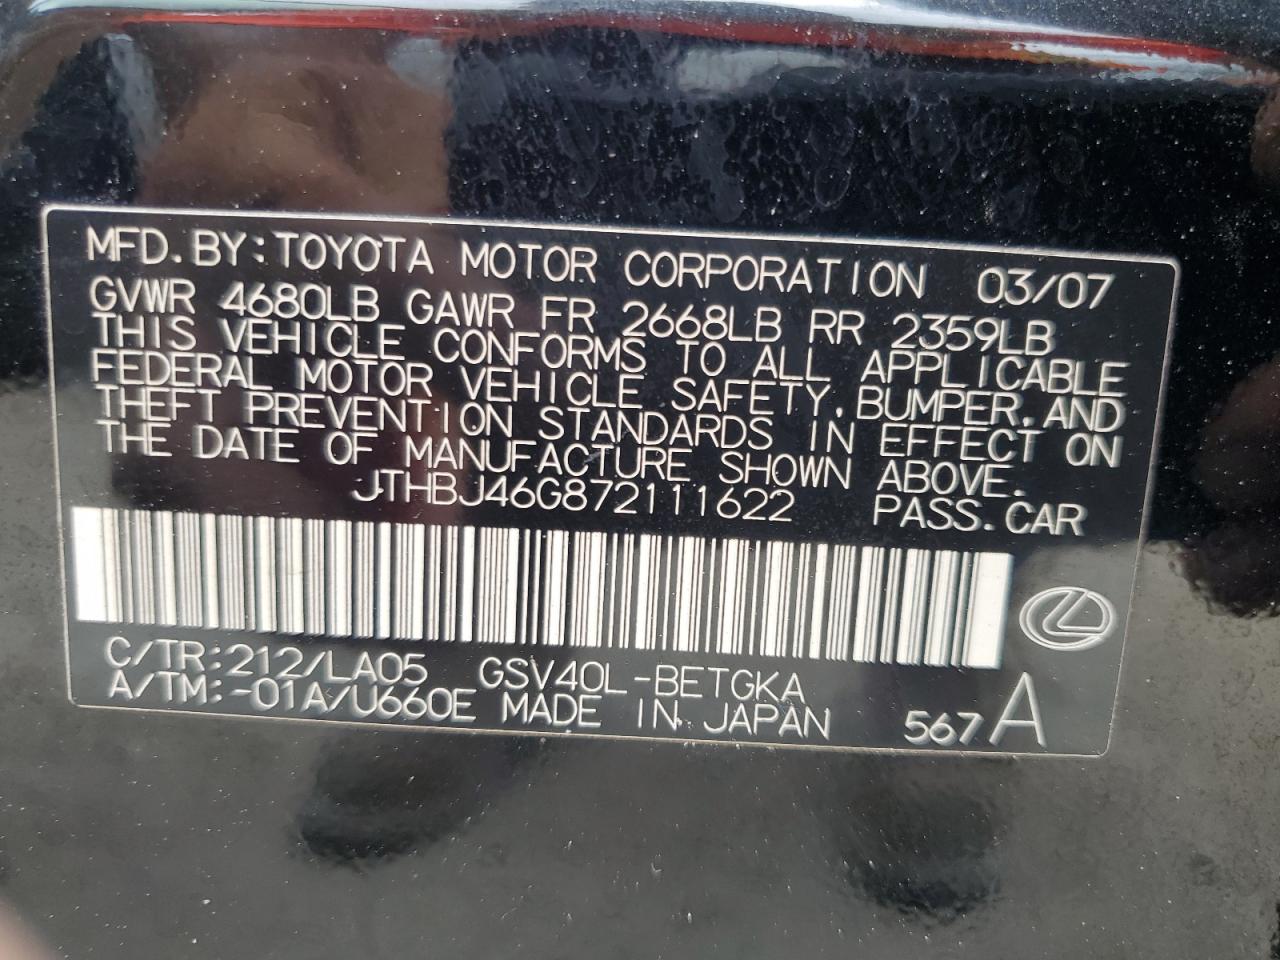 MFD. BY: TOYOTA MOTOR CORPORATION 03/07
GVWR 4680LB GAWR FR 2668LB RR 2359LB
THIS VEHICLE CONFORMS TO ALL APPLICABLE
FEDERAL MOTOR VEHICLE SAFETY, BUMPER, AND
THEFT PREVENTION STANDARDS IN EFFECT ON
THE DATE OF MANUFACTURE SHOWN ABOVE.
JTHBJ46G872111622 PASS. CAR
C/TR: 212/LA05 GSV40L-BETGKA
A/TM: -01A/U660E MADE IN JAPAN 567 A